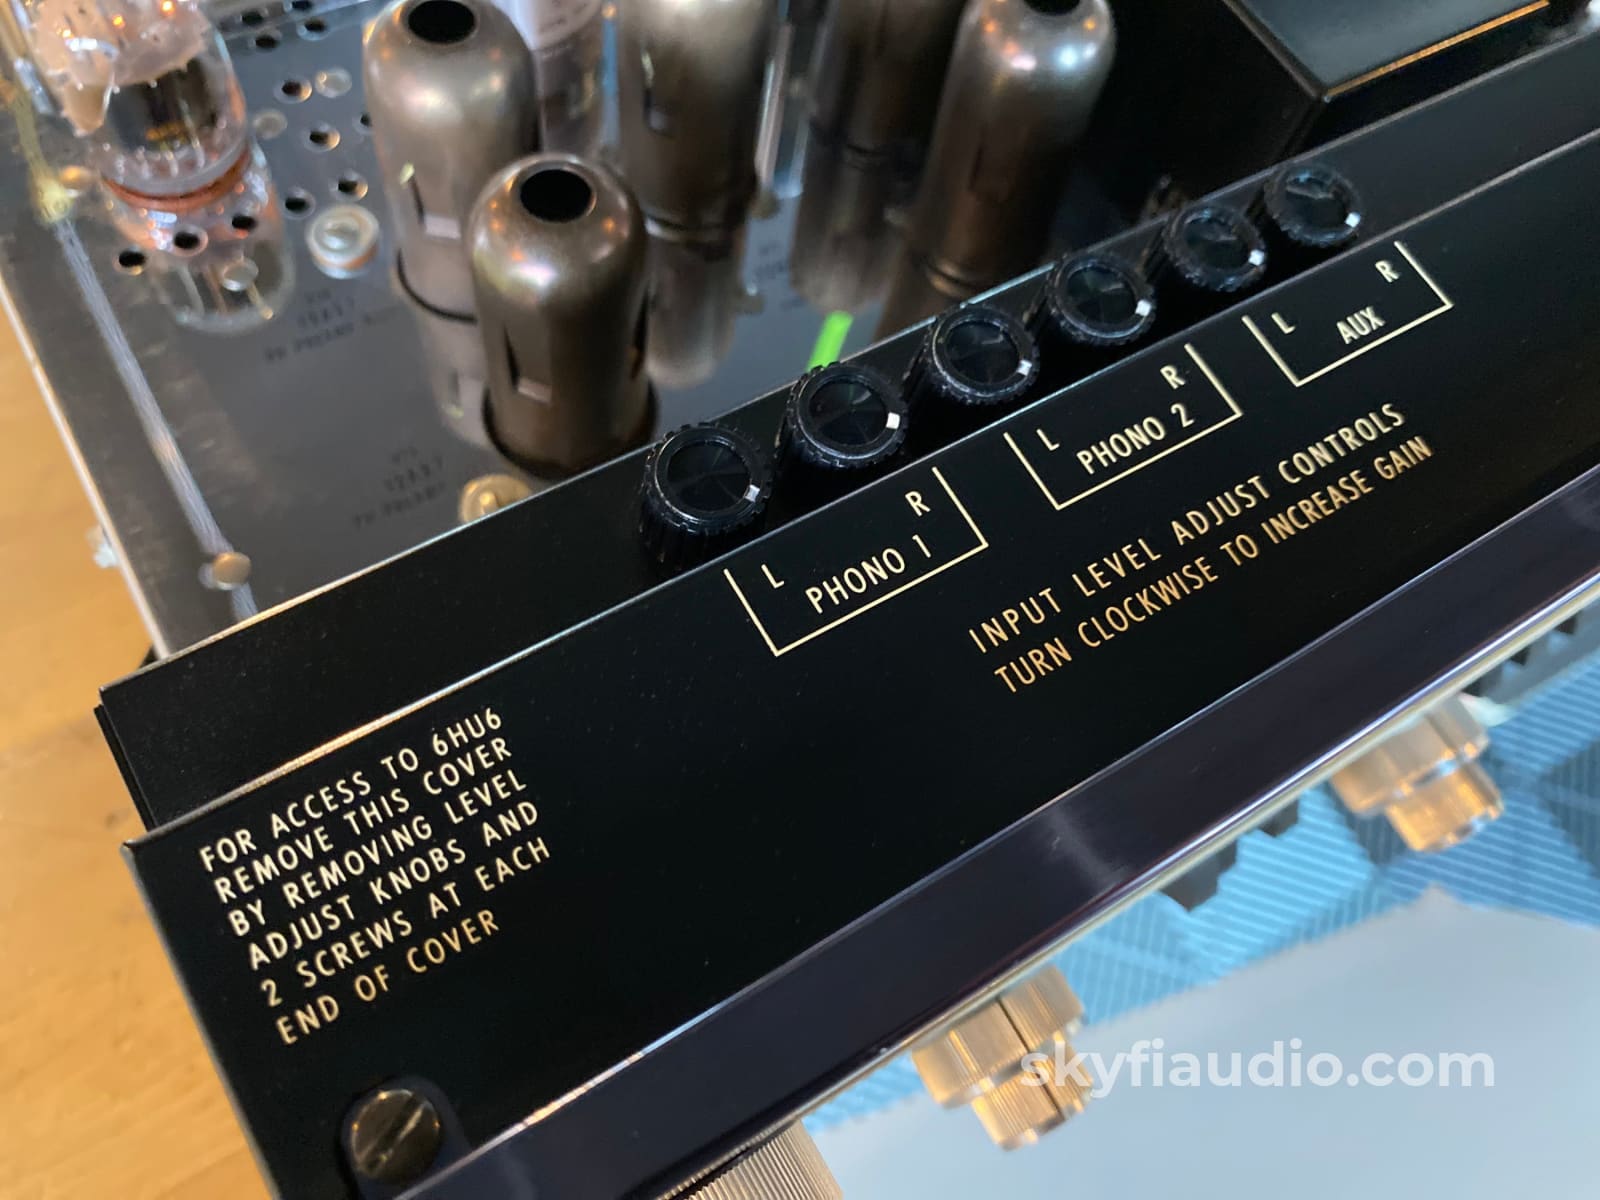 L R
AUX
L R
PHONO 2
L R
PHONO 1
INPUT LEVEL ADJUST CONTROLS
TURN CLOCKWISE TO INCREASE GAIN
FOR ACCESS TO 6HU6
REMOVE THIS COVER
BY REMOVING LEVEL
ADJUST KNOBS AND
2 SCREWS AT EACH
END OF COVER
skyfiaudio.com